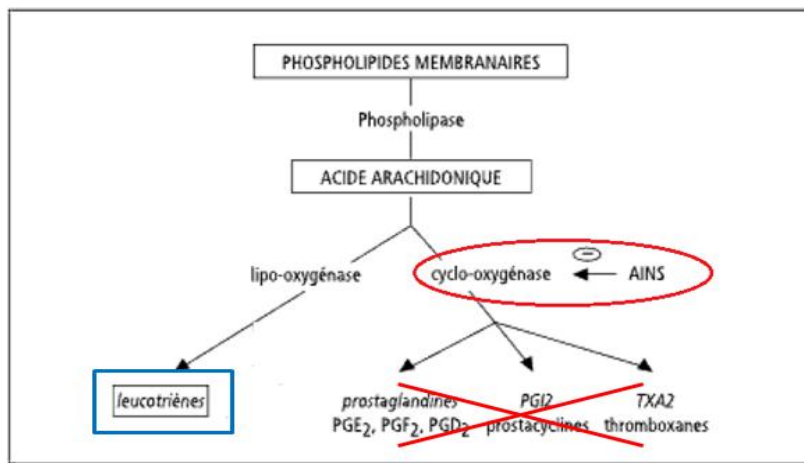 PHOSPHOLIPIDES MEMBRANAIRES
Phospholipase
ACIDE ARACHIDONIQUE
lipo-oxygénase
cyclo-oxygénase
−
AINS
leucotriènes
prostaglandines
PGE₂, PGF₂, PGD₂
PGI2
prostacyclines
TXA2
thromboxanes